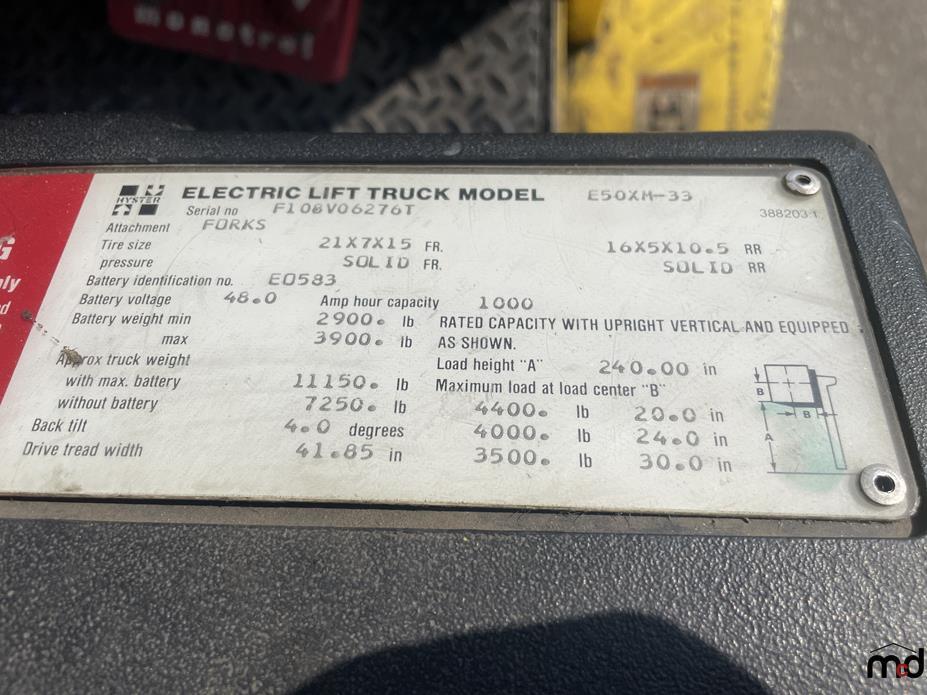 monotrol
HYSTER
ELECTRIC LIFT TRUCK MODEL E50XM-33
Serial no F108V06276T
388203 1
Attachment FORKS
Tire size 21X7X15 FR. 16X5X10.5 RR
pressure SOLID FR. SOLID RR
Battery identification no. E0583
Battery voltage 48.0 Amp hour capacity 1000
Battery weight min 2900. lb RATED CAPACITY WITH UPRIGHT VERTICAL AND EQUIPPED
max 3900. lb AS SHOWN.
Approx truck weight Load height "A" 240.00 in
with max. battery 11150. lb Maximum load at load center "B"
without battery 7250. lb 4400. lb 20.0 in
Back tilt 4.0 degrees 4000. lb 24.0 in
Drive tread width 41.85 in 3500. lb 30.0 in
B
B
A
G
mcd